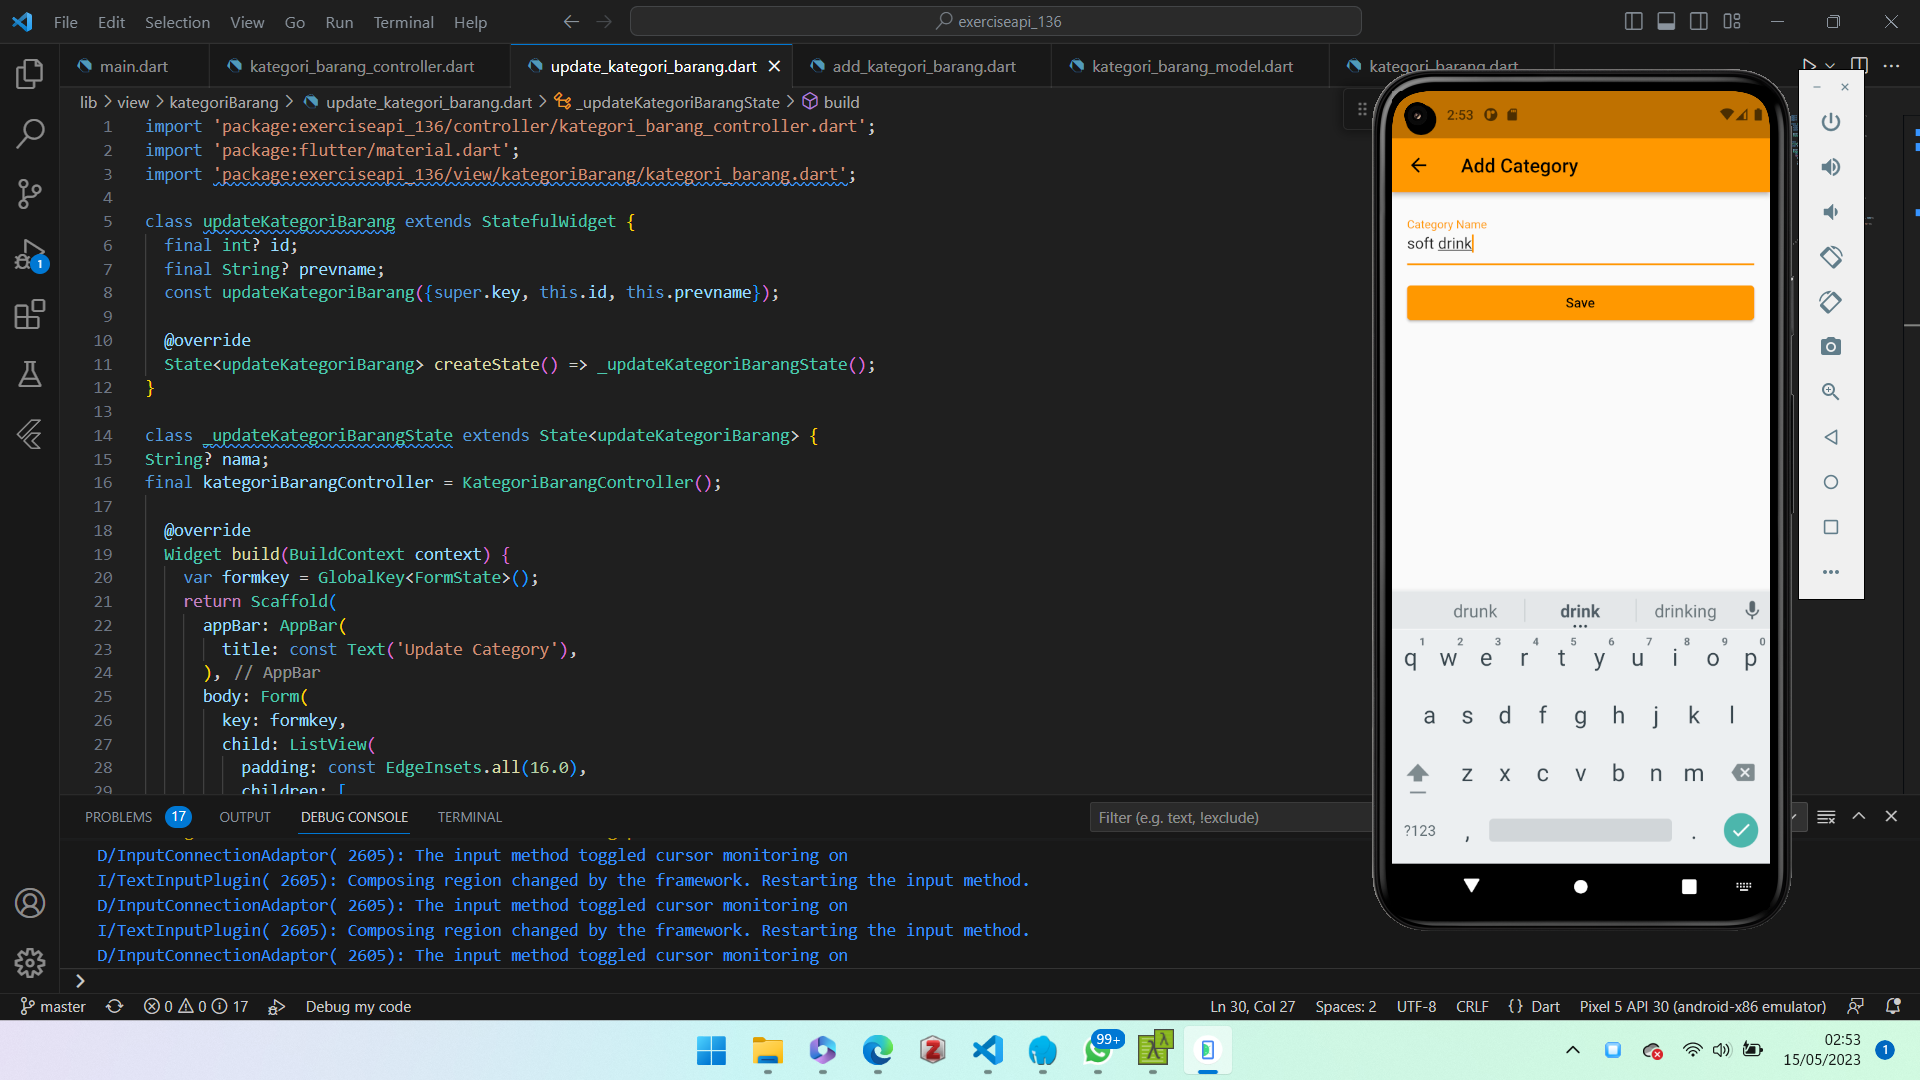 File Edit Selection View Go Run Terminal Help
exerciseapi_136
main.dart kategori_barang_controller.dart update_kategori_barang.dart add_kategori_barang.dart kategori_barang_model.dart kategori_barang.dart
lib > view > kategoriBarang > update_kategori_barang.dart > _updateKategoriBarangState > build
1 import 'package:exerciseapi_136/controller/kategori_barang_controller.dart';
2 import 'package:flutter/material.dart';
3 import 'package:exerciseapi_136/view/kategoriBarang/kategori_barang.dart';
4
5 class updateKategoriBarang extends StatefulWidget {
6 final int? id;
7 final String? prevname;
8 const updateKategoriBarang({super.key, this.id, this.prevname});
9
10 @override
11 State<updateKategoriBarang> createState() => _updateKategoriBarangState();
12 }
13
14 class _updateKategoriBarangState extends State<updateKategoriBarang> {
15 String? nama;
16 final kategoriBarangController = KategoriBarangController();
17
18 @override
19 Widget build(BuildContext context) {
20 var formkey = GlobalKey<FormState>();
21 return Scaffold(
22 appBar: AppBar(
23 title: const Text('Update Category'),
24 ), // AppBar
25 body: Form(
26 key: formkey,
27 child: ListView(
28 padding: const EdgeInsets.all(16.0),
29 children: [
PROBLEMS 17 OUTPUT DEBUG CONSOLE TERMINAL
Filter (e.g. text, !exclude)
D/InputConnectionAdaptor( 2605): The input method toggled cursor monitoring on
I/TextInputPlugin( 2605): Composing region changed by the framework. Restarting the input method.
D/InputConnectionAdaptor( 2605): The input method toggled cursor monitoring on
I/TextInputPlugin( 2605): Composing region changed by the framework. Restarting the input method.
D/InputConnectionAdaptor( 2605): The input method toggled cursor monitoring on
1
master 0 0 17 Debug my code
Ln 30, Col 27 Spaces: 2 UTF-8 CRLF {} Dart Pixel 5 API 30 (android-x86 emulator)
2:53
Add Category
Category Name
soft drink
Save
drunk drink drinking
1 2 3 4 5 6 7 8 9 0
q w e r t y u i o p
a s d f g h j k l
z x c v b n m
?123 , .
99+
02:53
15/05/2023
1